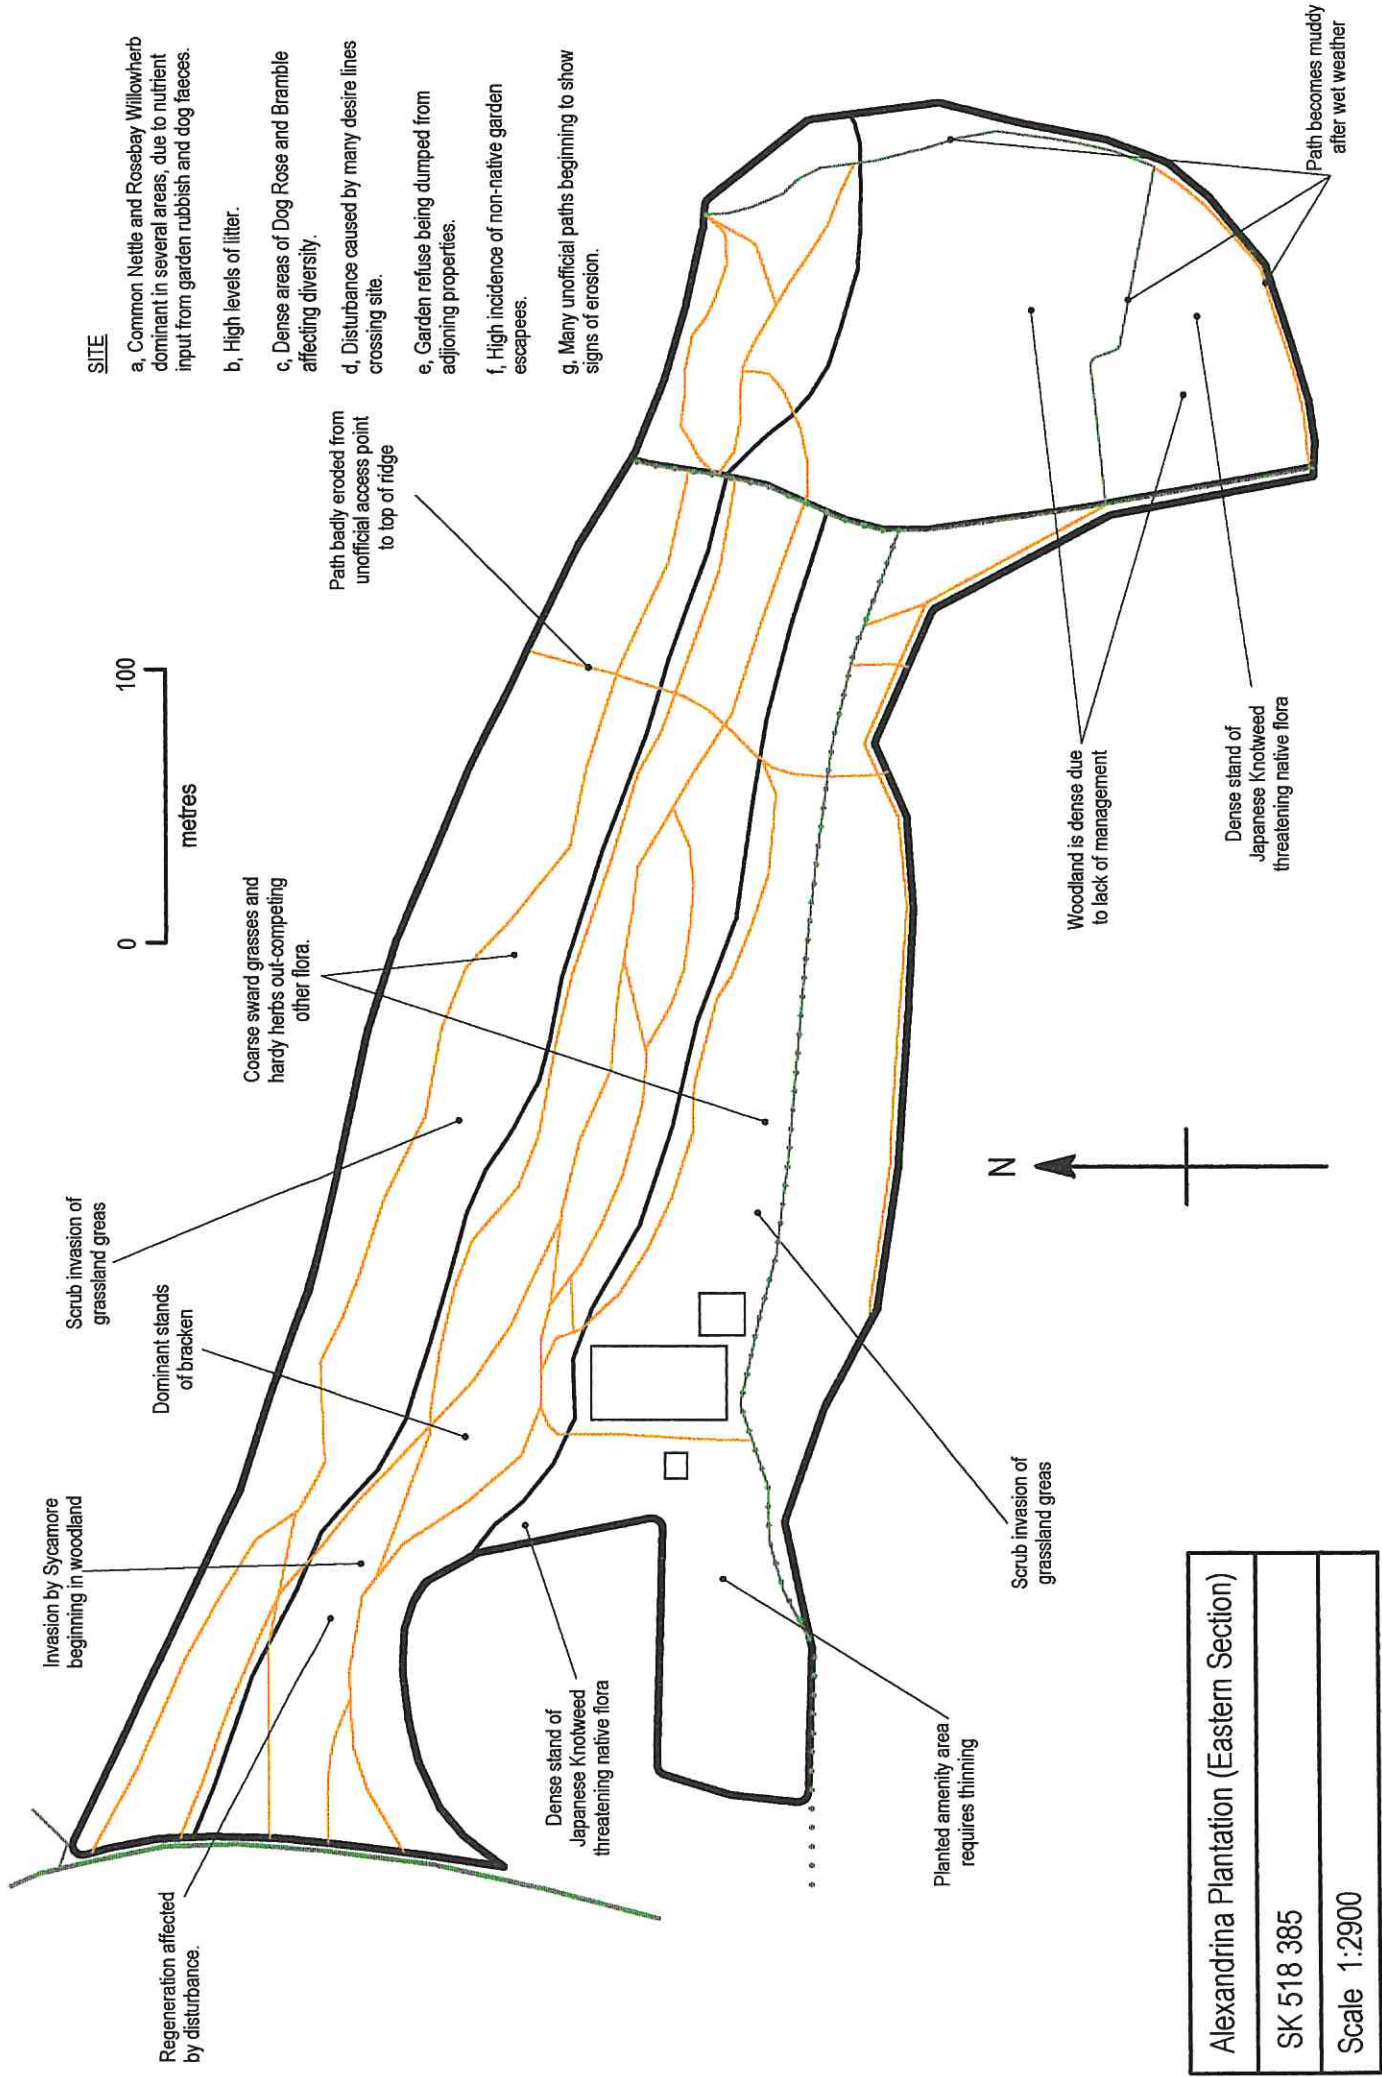 SITE
a, Common Nettle and Rosebay Willowherb
dominant in several areas, due to nutrient
input from garden rubbish and dog faeces.
b, High levels of litter.
c, Dense areas of Dog Rose and Bramble
affecting diversity.
d, Disturbance caused by many desire lines
crossing site.
e, Garden refuse being dumped from
adjioning properties.
f, High incidence of non-native garden
escapees.
g, Many unofficial paths beginning to show
signs of erosion.
0 100
metres
Path badly eroded from
unofficial access point
to top of ridge
Coarse sward grasses and
hardy herbs out-competing
other flora.
Scrub invasion of
grassland greas
Dominant stands
of bracken
Invasion by Sycamore
beginning in woodland
Regeneration affected
by disturbance.
Dense stand of
Japanese Knotweed
threatening native flora
Planted amenity area
requires thinning
Scrub invasion of
grassland greas
N
Woodland is dense due
to lack of management
Dense stand of
Japanese Knotweed
threatening native flora
Path becomes muddy
after wet weather
Alexandrina Plantation (Eastern Section)
SK 518 385
Scale 1:2900